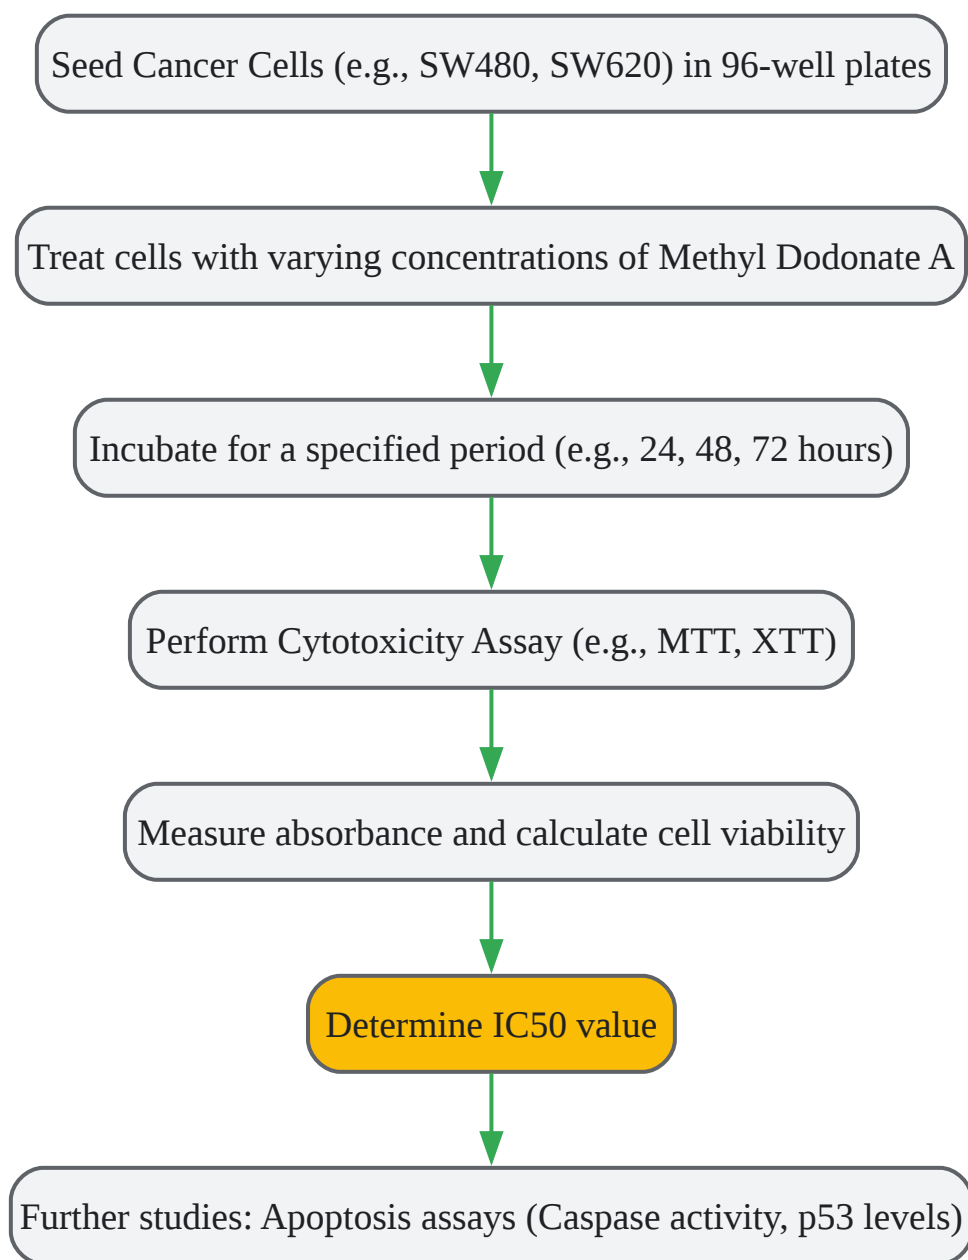 Seed Cancer Cells (e.g., SW480, SW620) in 96-well plates
Treat cells with varying concentrations of Methyl Dodonate A
Incubate for a specified period (e.g., 24, 48, 72 hours)
Perform Cytotoxicity Assay (e.g., MTT, XTT)
Measure absorbance and calculate cell viability
Determine IC50 value
Further studies: Apoptosis assays (Caspase activity, p53 levels)